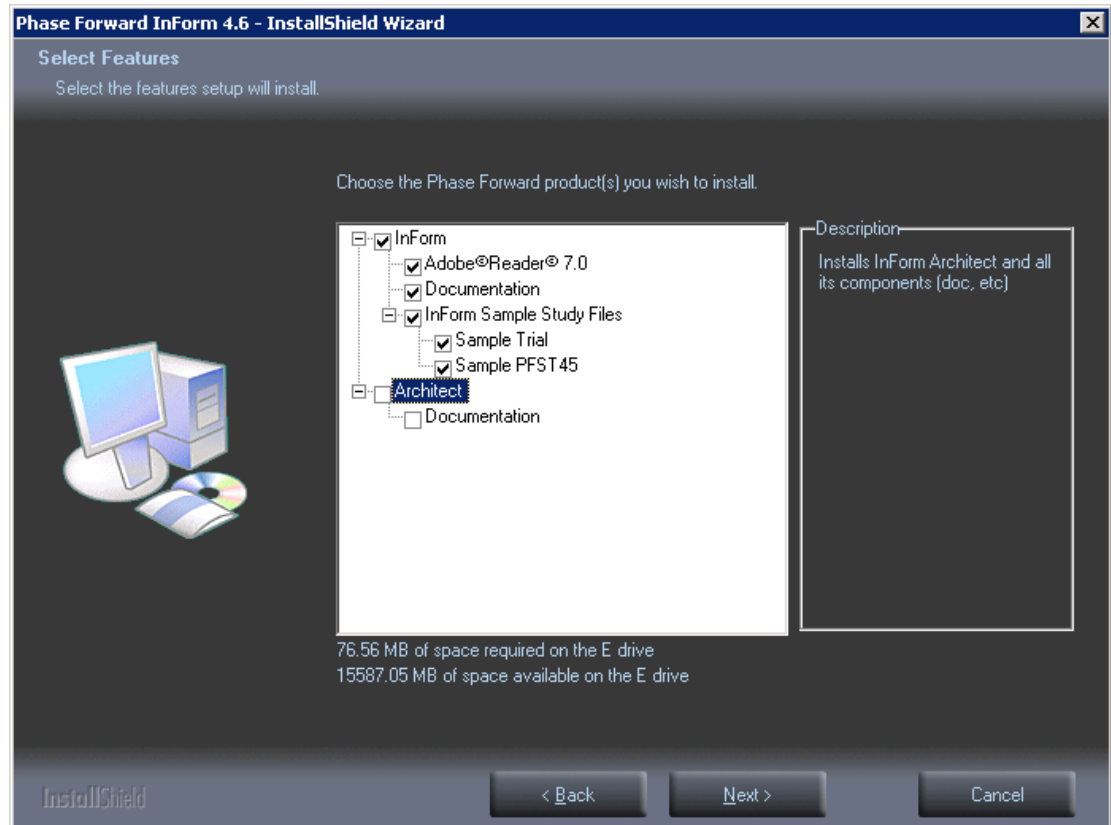 Phase Forward InForm 4.6 - InstallShield Wizard
Select Features
Select the features setup will install.
Choose the Phase Forward product(s) you wish to install.
InForm
Adobe®Reader® 7.0
Documentation
InForm Sample Study Files
Sample Trial
Sample PFST45
Architect
Documentation
Description
Installs InForm Architect and all
its components (doc, etc)
76.56 MB of space required on the E drive
15587.05 MB of space available on the E drive
InstallShield
< Back
Next >
Cancel